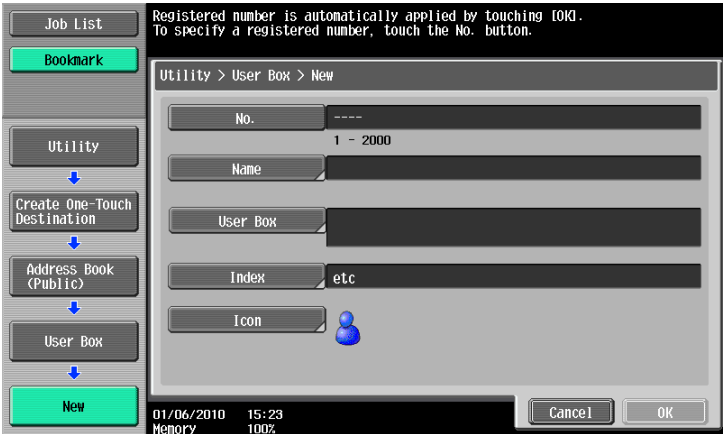 Job List
Bookmark
Registered number is automatically applied by touching [OK].
To specify a registered number, touch the No. button.
Utility > User Box > New
No.
----
1 - 2000
Name
User Box
Index
etc
Icon
Utility
Create One-Touch
Destination
Address Book
(Public)
User Box
New
01/06/2010 15:23
Memory 100%
Cancel
OK